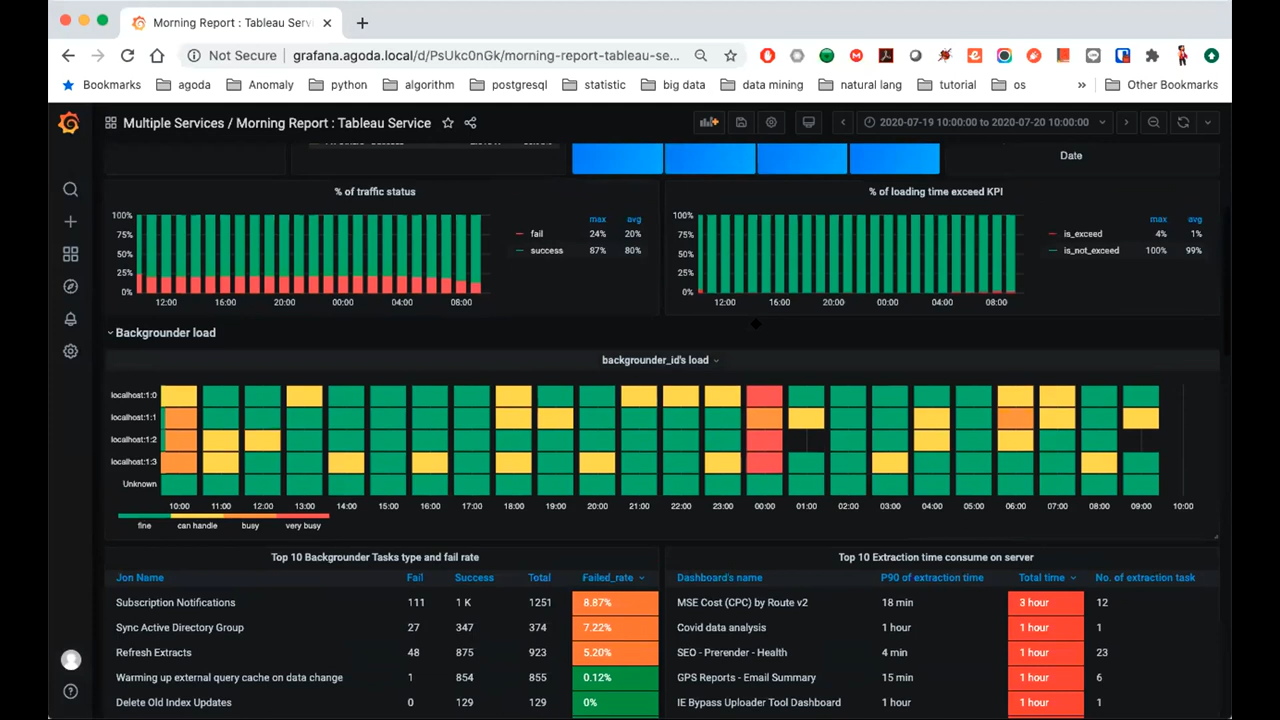 Morning Report : Tableau Servi
Not Secure grafana.agoda.local/d/PsUkc0nGk/morning-report-tableau-se...
Bookmarks agoda Anomaly python algorithm postgresql statistic big data data mining natural lang tutorial os » Other Bookmarks
Multiple Services / Morning Report : Tableau Service 2020-07-19 10:00:00 to 2020-07-20 10:00:00
Date
% of traffic status
100%
75%
50%
25%
0%
12:00 16:00 20:00 00:00 04:00 08:00
max avg
fail 24% 20%
success 87% 80%
% of loading time exceed KPI
100%
75%
50%
25%
0%
12:00 16:00 20:00 00:00 04:00 08:00
max avg
is_exceed 4% 1%
is_not_exceed 100% 99%
Backgrounder load
backgrounder_id's load
localhost:1:0
localhost:1:1
localhost:1:2
localhost:1:3
Unknown
10:00 11:00 12:00 13:00 14:00 15:00 16:00 17:00 18:00 19:00 20:00 21:00 22:00 23:00 00:00 01:00 02:00 03:00 04:00 05:00 06:00 07:00 08:00 09:00 10:00
fine can handle busy very busy
Top 10 Backgrounder Tasks type and fail rate
Jon Name Fail Success Total Failed_rate
Subscription Notifications 111 1 K 1251 8.87%
Sync Active Directory Group 27 347 374 7.22%
Refresh Extracts 48 875 923 5.20%
Warming up external query cache on data change 1 854 855 0.12%
Delete Old Index Updates 0 129 129 0%
Top 10 Extraction time consume on server
Dashboard's name P90 of extraction time Total time No. of extraction task
MSE Cost (CPC) by Route v2 18 min 3 hour 12
Covid data analysis 1 hour 1 hour 1
SEO - Prerender - Health 4 min 1 hour 23
GPS Reports - Email Summary 15 min 1 hour 6
IE Bypass Uploader Tool Dashboard 1 hour 1 hour 1